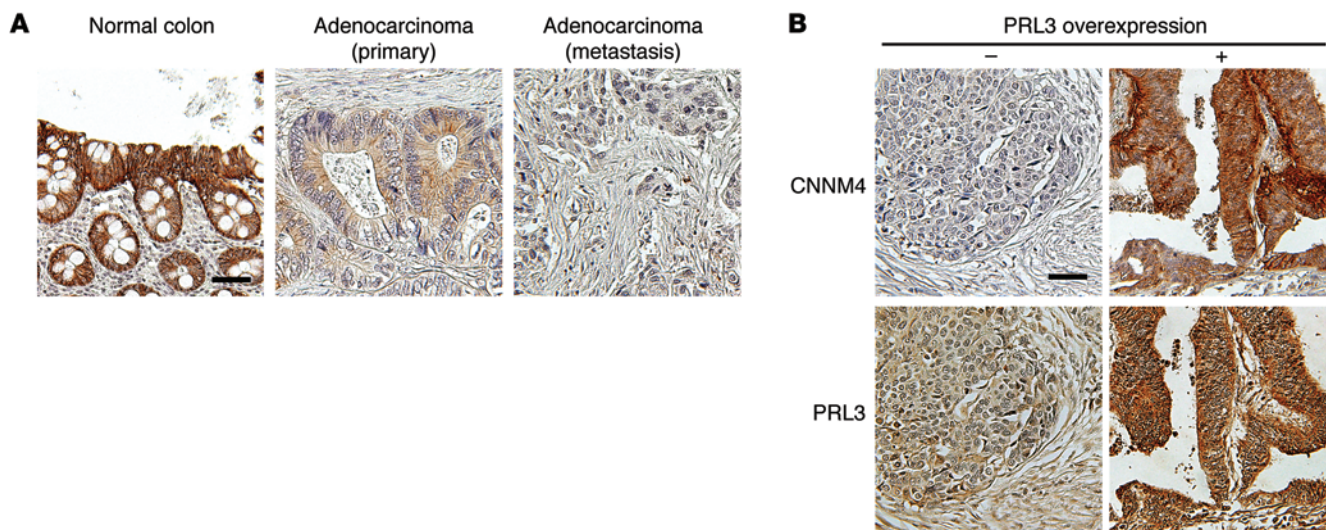 A
Normal colon
Adenocarcinoma
(primary)
Adenocarcinoma
(metastasis)
B
PRL3 overexpression
– +
CNNM4
PRL3